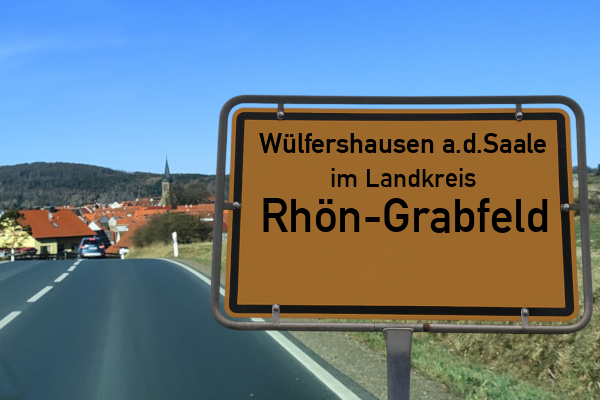 Wülfershausen a.d.Saale
im Landkreis
Rhön-Grabfeld